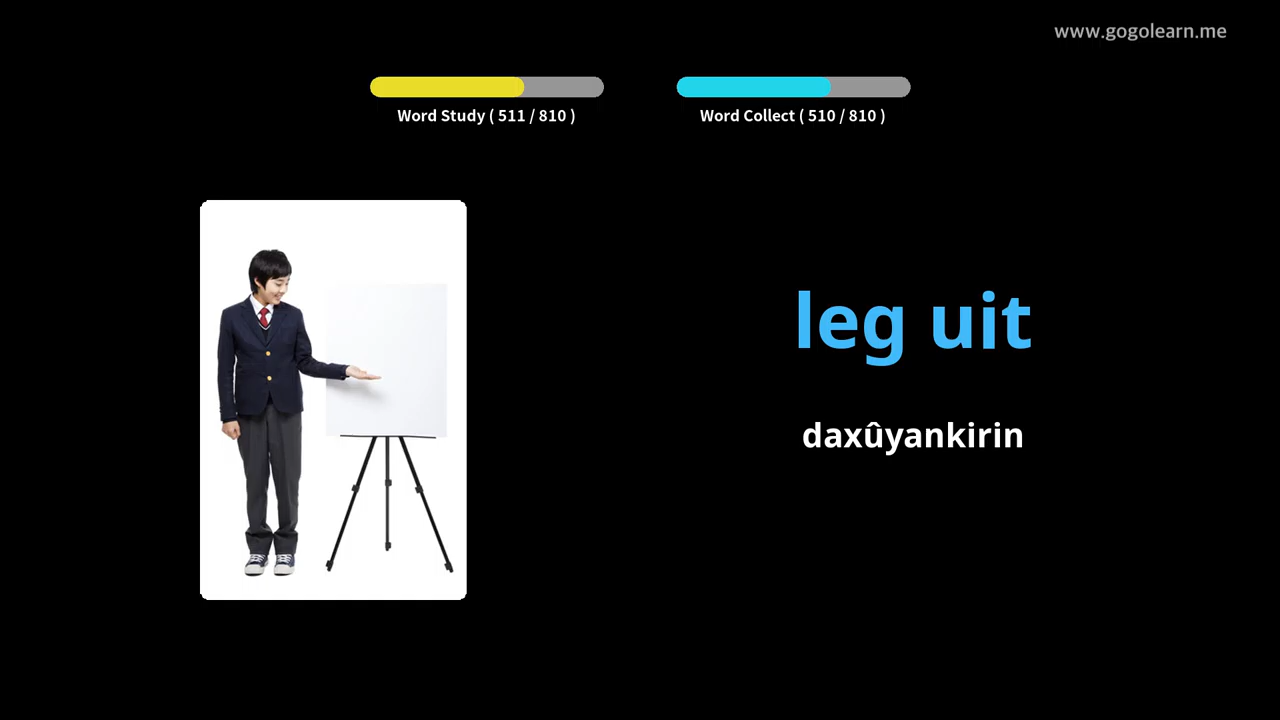 www.gogolearn.me
Word Study ( 511 / 810 )
Word Collect ( 510 / 810 )
leg uit
daxûyankirin